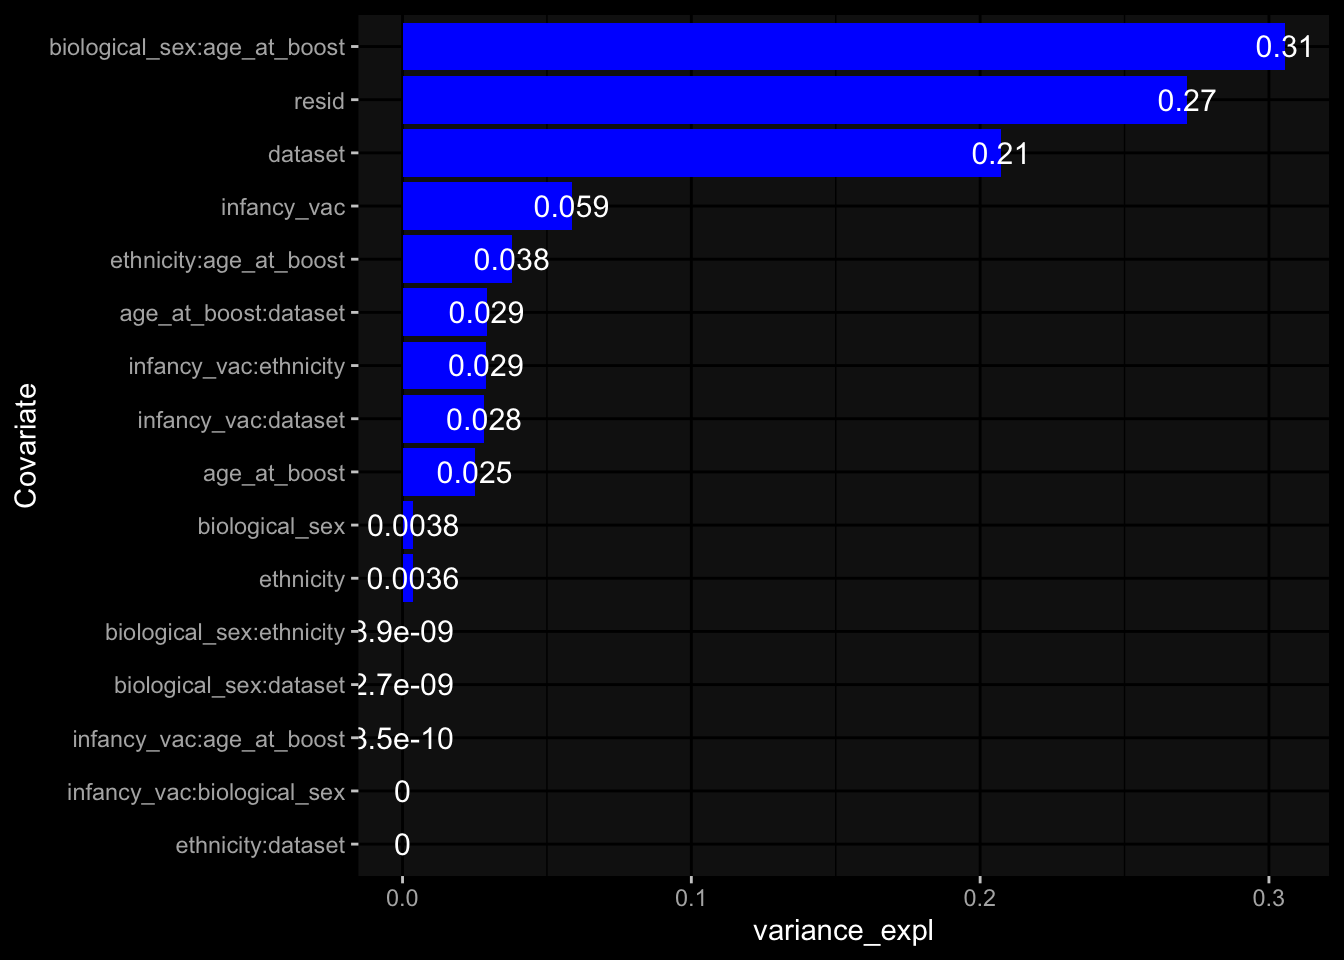 biological_sex:age_at_boost 0.31
resid 0.27
dataset 0.21
infancy_vac 0.059
ethnicity:age_at_boost 0.038
age_at_boost:dataset 0.029
infancy_vac:ethnicity 0.029
infancy_vac:dataset 0.028
age_at_boost 0.025
biological_sex 0.0038
ethnicity 0.0036
biological_sex:ethnicity
biological_sex:dataset 2.7e-09
infancy_vac:age_at_boost
infancy_vac:biological_sex 0
ethnicity:dataset 0
Covariate
0.0 0.1 0.2 0.3
variance_expl